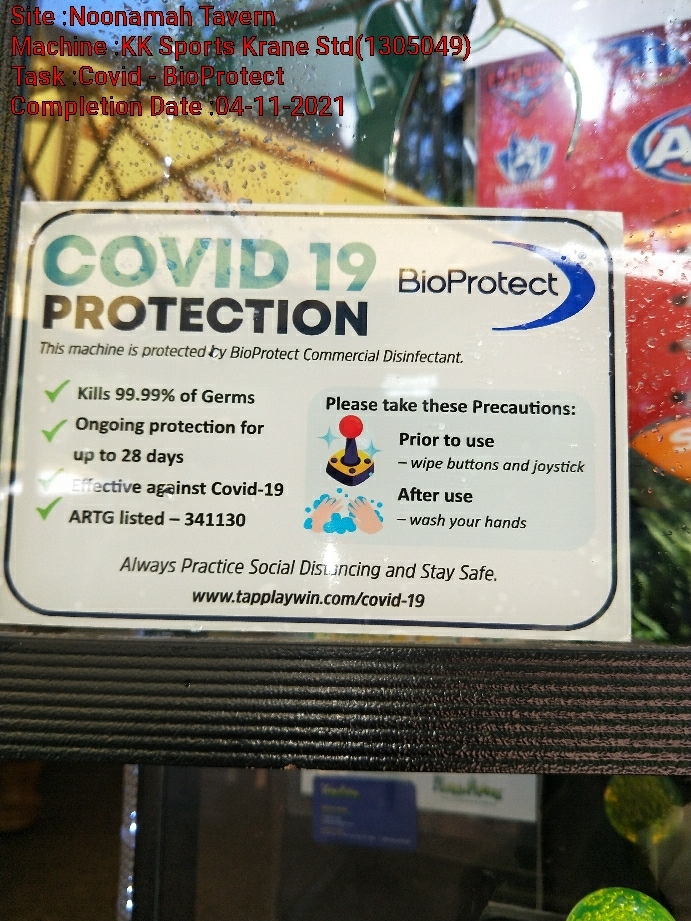 Site :Noonamah Tavern
Machine :KK Sports Krane Std(1305049)
Task :Covid - BioProtect
Completion Date :04-11-2021
COVID 19
PROTECTION
BioProtect
This machine is protected by BioProtect Commercial Disinfectant.
Kills 99.99% of Germs
Ongoing protection for
up to 28 days
Effective against Covid-19
ARTG listed – 341130
Please take these Precautions:
Prior to use
– wipe buttons and joystick
After use
– wash your hands
Always Practice Social Distancing and Stay Safe.
www.tapplaywin.com/covid-19